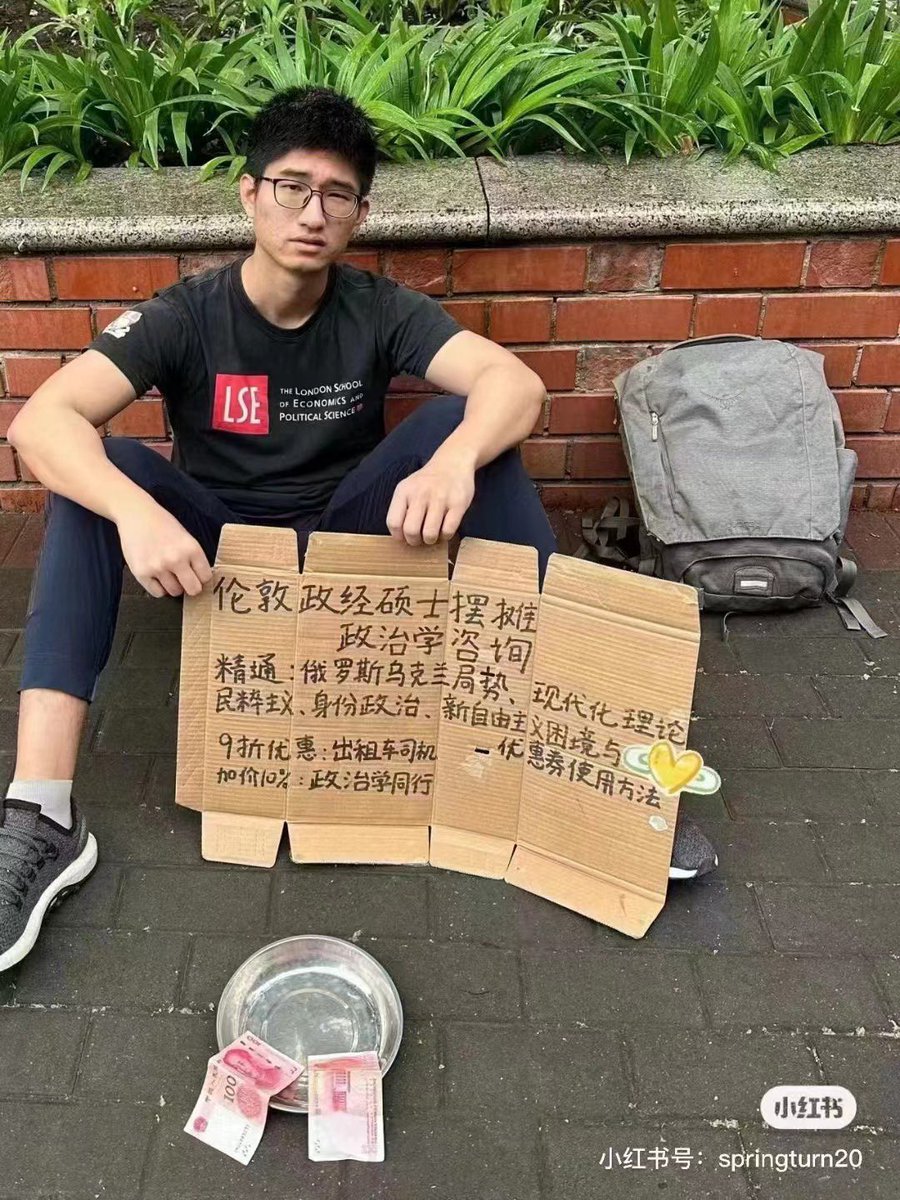 LSE
THE LONDON SCHOOL
OF ECONOMICS AND
POLITICAL SCIENCE
伦敦政经硕士摆摊
政治学咨询
精通：俄罗斯乌克兰局势、现代化理论
民粹主义、身份政治、新自由主义困境与
优惠券使用方法
9折优惠：出租车司机
加价10%：政治学同行
100
小红书
小红书号：springturn20